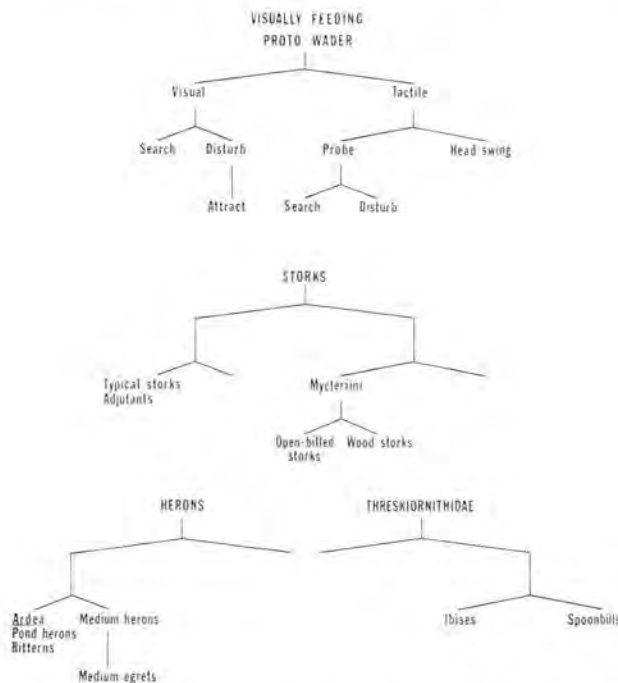 VISUALLY FEEDING
PROTO WADER
Visual
Tactile
Search
Disturb
Probe
Head swing
Attract
Search
Disturb
STORKS
Typical storks
Adjutants
Mycteriini
Open-billed
storks
Wood storks
HERONS
THRESKIORNITHIDAE
Ardea
Pond herons
Bitterns
Medium herons
Ibises
Spoonbills
Medium egrets